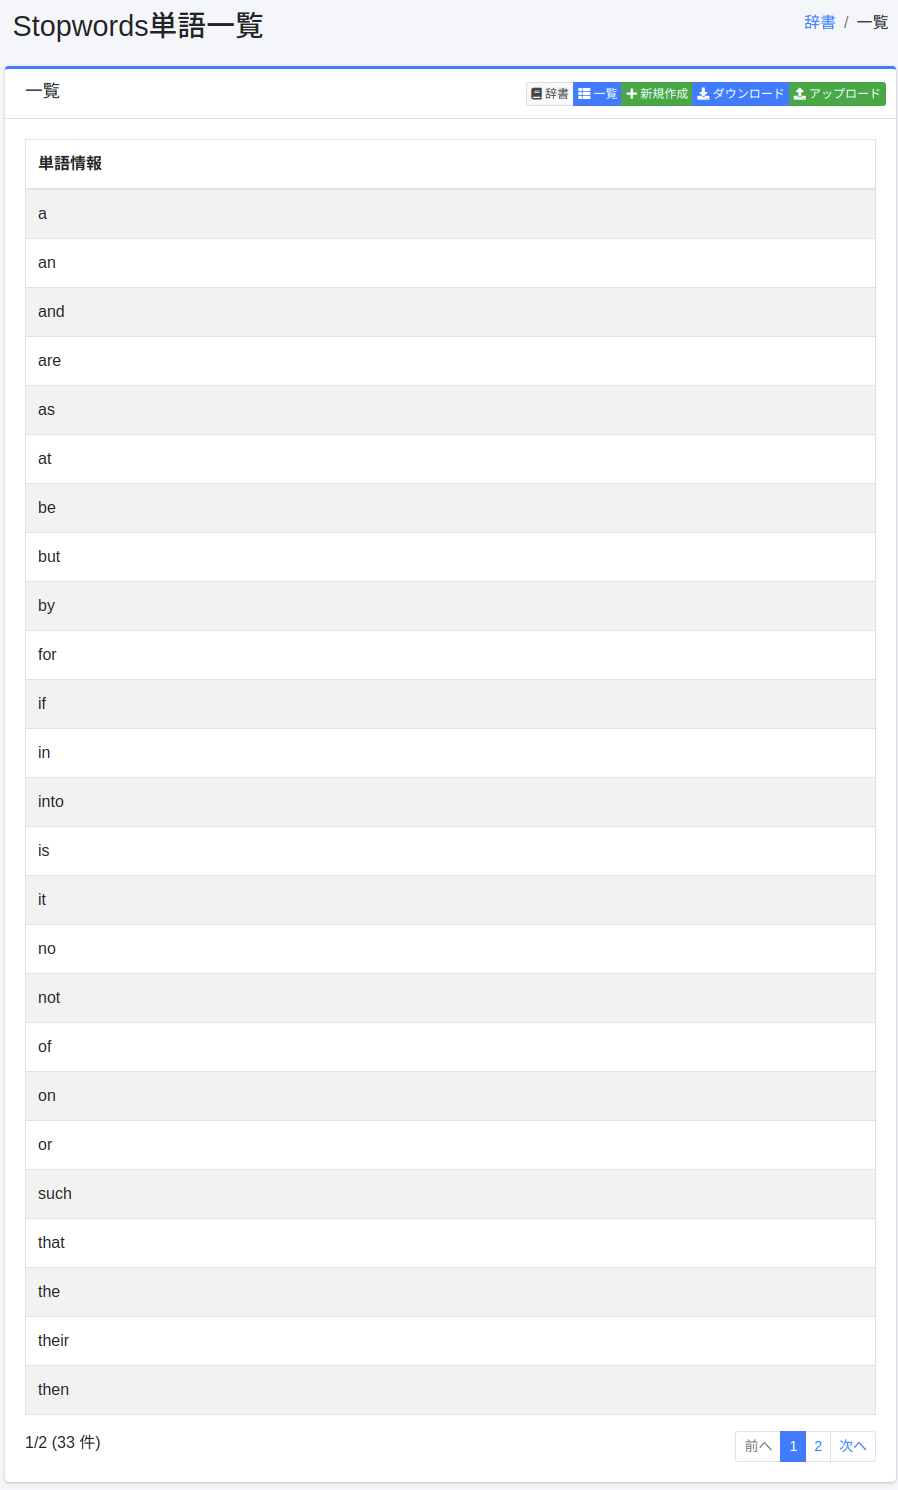 Stopwords単語一覧
辞書 / 一覧
一覧
辞書 一覧 新規作成 ダウンロード アップロード
単語情報
a
an
and
are
as
at
be
but
by
for
if
in
into
is
it
no
not
of
on
or
such
that
the
their
then
1/2 (33 件)
前へ 1 2 次へ